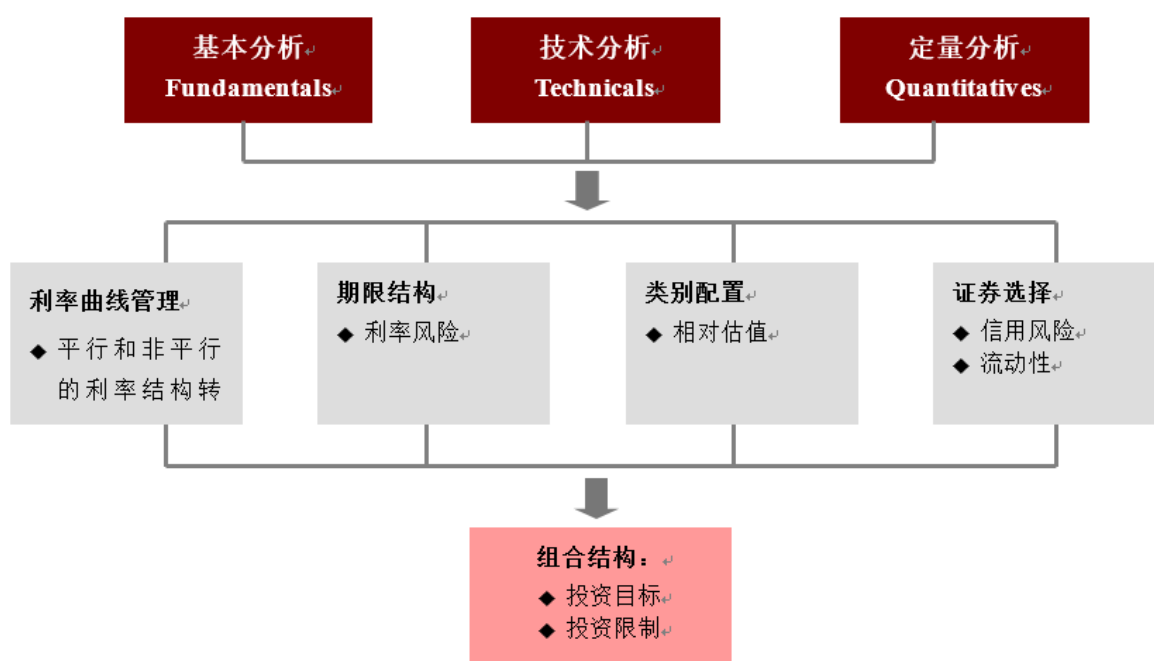 基本分析
Fundamentals
技术分析
Technicals
定量分析
Quantitatives
利率曲线管理
◆ 平行和非平行
的利率结构转
期限结构
◆ 利率风险
类别配置
◆ 相对估值
证券选择
◆ 信用风险
◆ 流动性
组合结构：
◆ 投资目标
◆ 投资限制